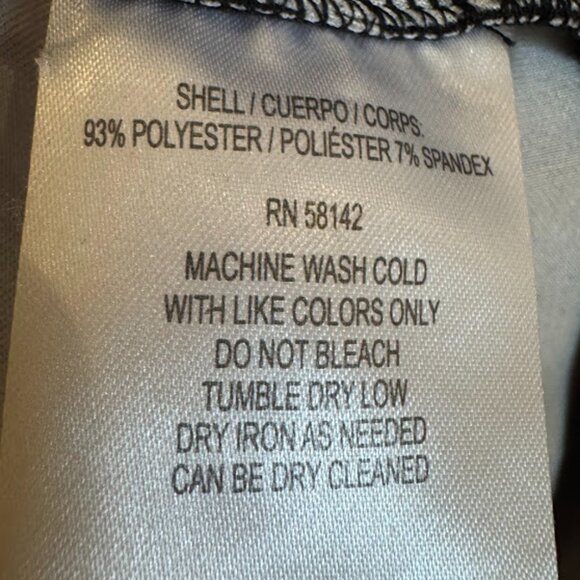 SHELL / CUERPO / CORPS:
93% POLYESTER / POLIÉSTER 7% SPANDEX
RN 58142
MACHINE WASH COLD
WITH LIKE COLORS ONLY
DO NOT BLEACH
TUMBLE DRY LOW
DRY IRON AS NEEDED
CAN BE DRY CLEANED